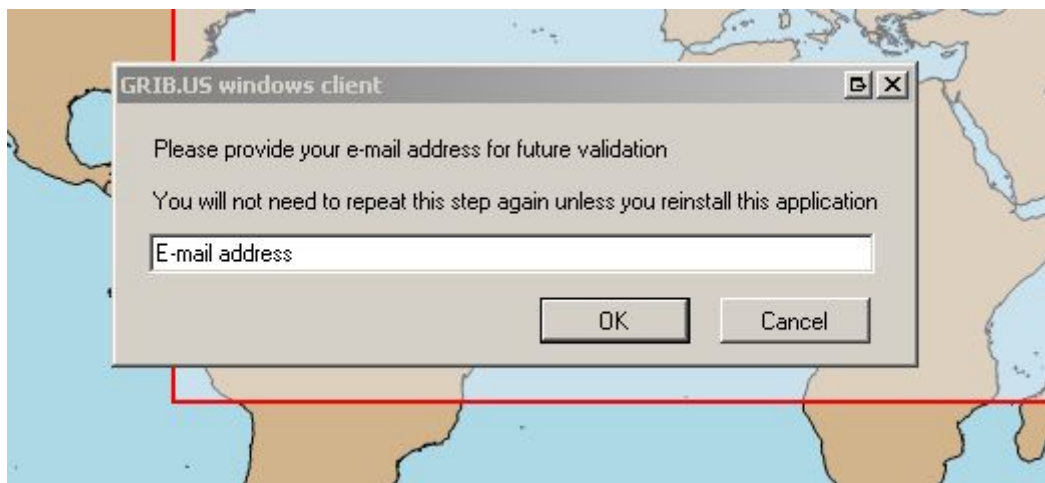 GRIB.US windows client
Please provide your e-mail address for future validation
You will not need to repeat this step again unless you reinstall this application
E-mail address
OK
Cancel